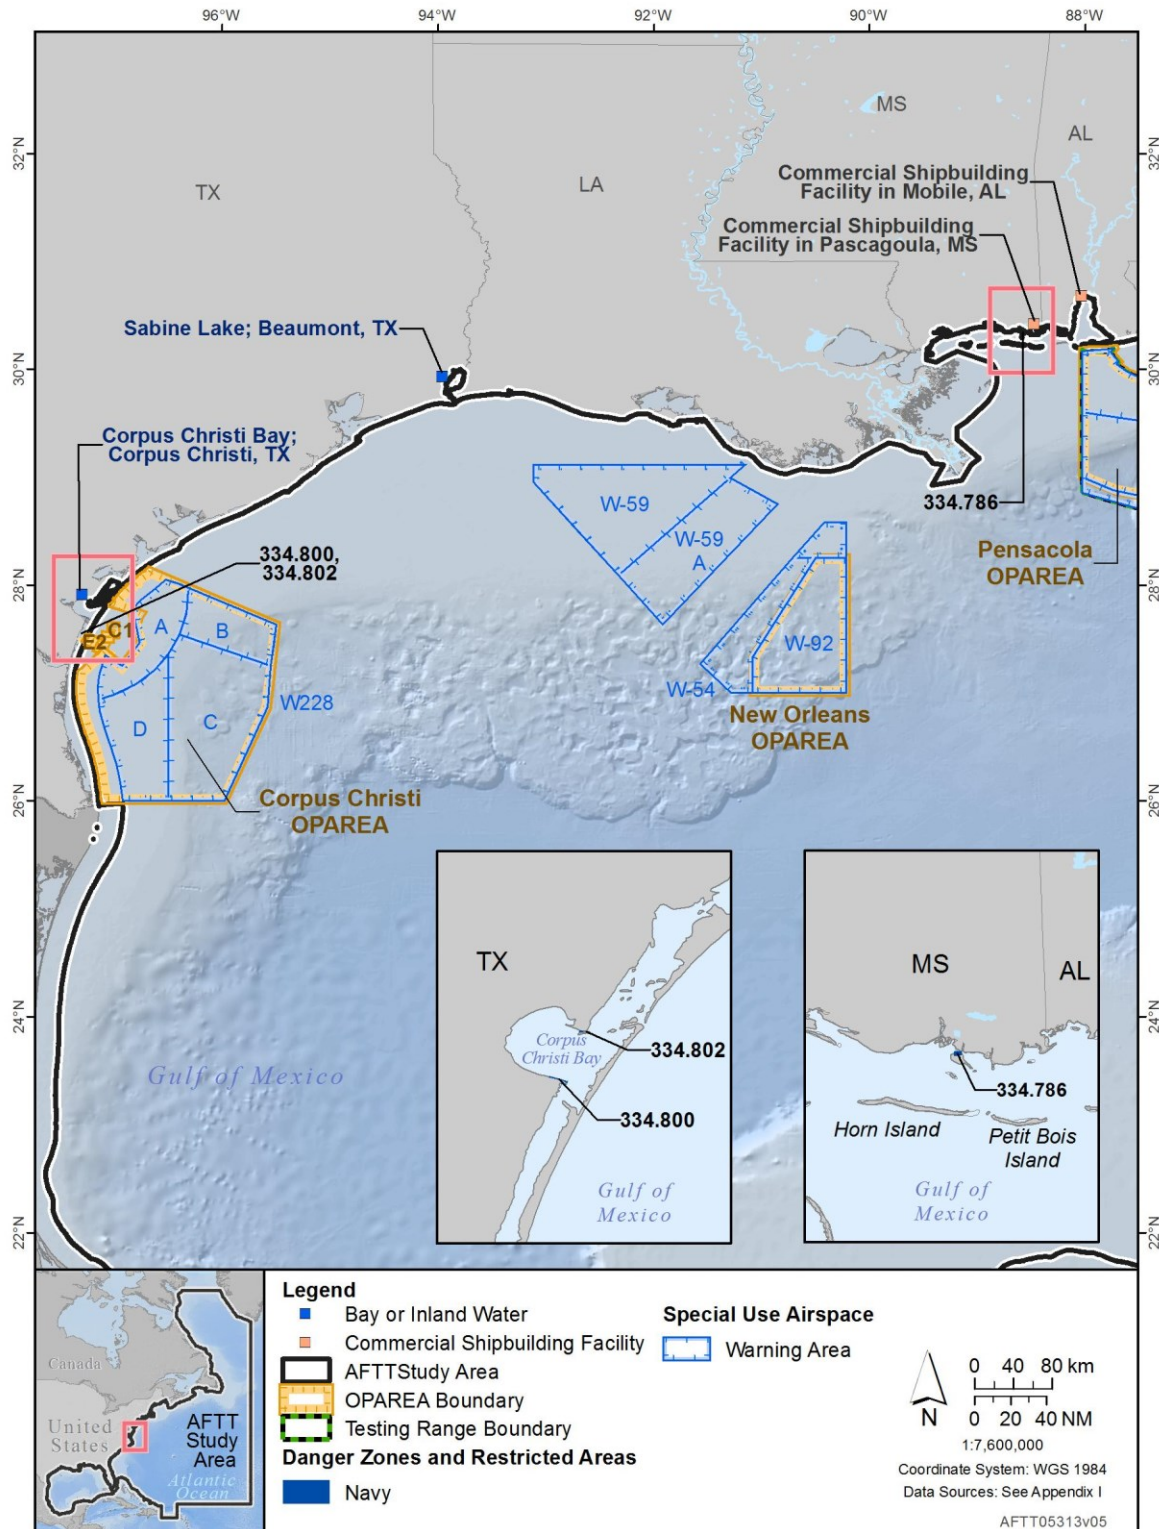 96°W
94°W
92°W
90°W
88°W
32°N
30°N
28°N
26°N
24°N
22°N
32°N
30°N
28°N
26°N
24°N
22°N
TX
LA
MS
AL
Commercial Shipbuilding
Facility in Mobile, AL
Commercial Shipbuilding
Facility in Pascagoula, MS
Sabine Lake; Beaumont, TX
Corpus Christi Bay;
Corpus Christi, TX
334.800,
334.802
334.786
Pensacola
OPAREA
W-59
W-59
A
W-54
W-92
New Orleans
OPAREA
E2
C1
A
B
C
D
W228
Corpus Christi
OPAREA
Gulf of Mexico
TX
Corpus
Christi Bay
334.802
334.800
Gulf of
Mexico
MS
AL
334.786
Horn Island
Petit Bois
Island
Gulf of
Mexico
Canada
United
States
AFTT
Study
Area
Atlantic
Ocean
Legend
Bay or Inland Water
Commercial Shipbuilding Facility
AFTTStudy Area
OPAREA Boundary
Testing Range Boundary
Danger Zones and Restricted Areas
Navy
Special Use Airspace
Warning Area
N
0 40 80 km
0 20 40 NM
1:7,600,000
Coordinate System: WGS 1984
Data Sources: See Appendix I
AFTT05313v05